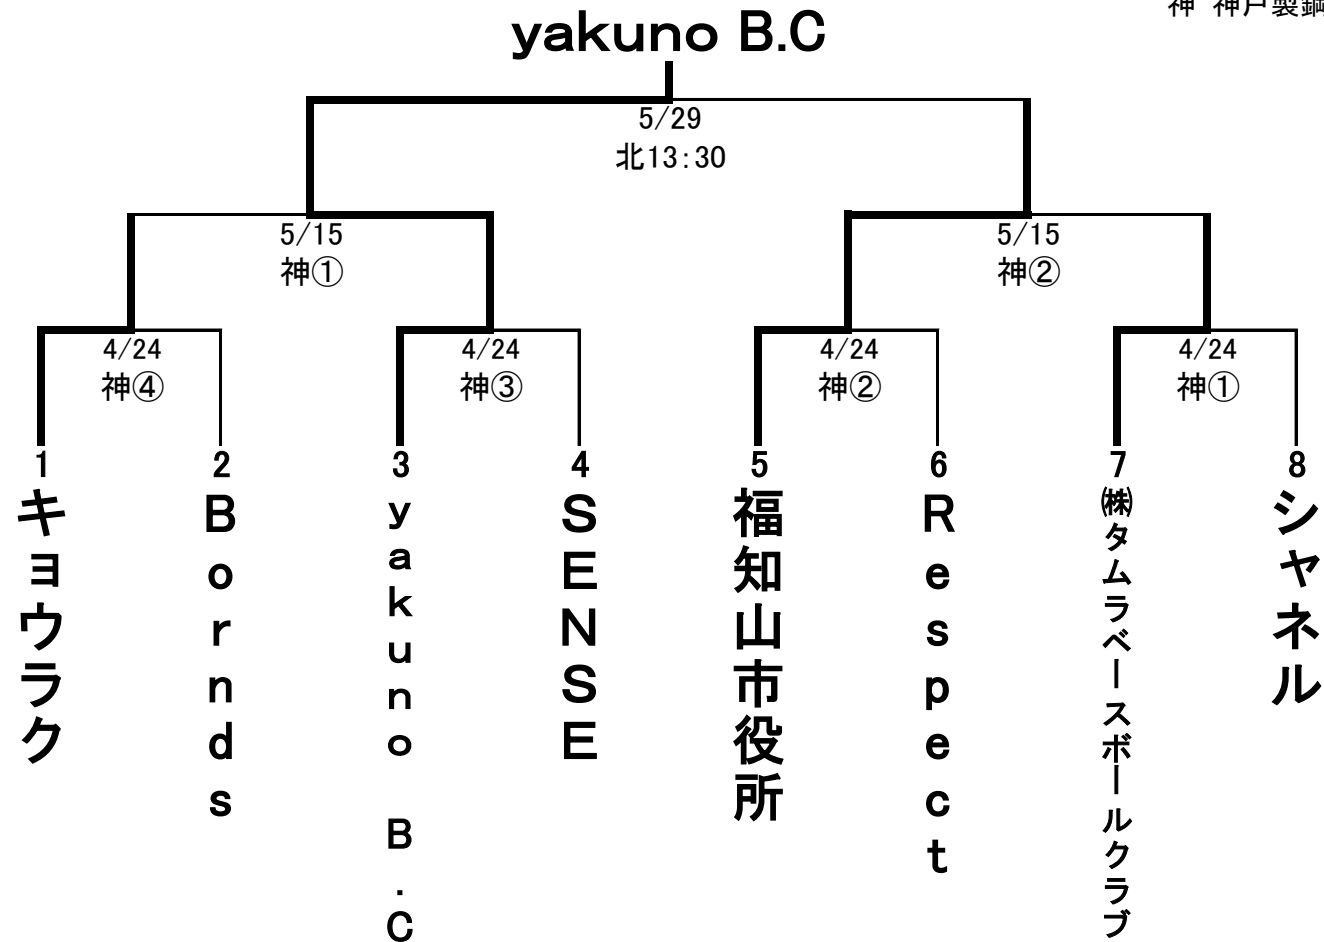 神 神戸製鋼
yakuno B.C
5/29
北13:30
5/15
神①
5/15
神②
4/24
神④
4/24
神③
4/24
神②
4/24
神①
1
2
3
4
5
6
7
8
キョウラク
Bornds
yakuno B.C
SENSE
福知山市役所
Respect
㈱タムラベースボールクラブ
シャネル